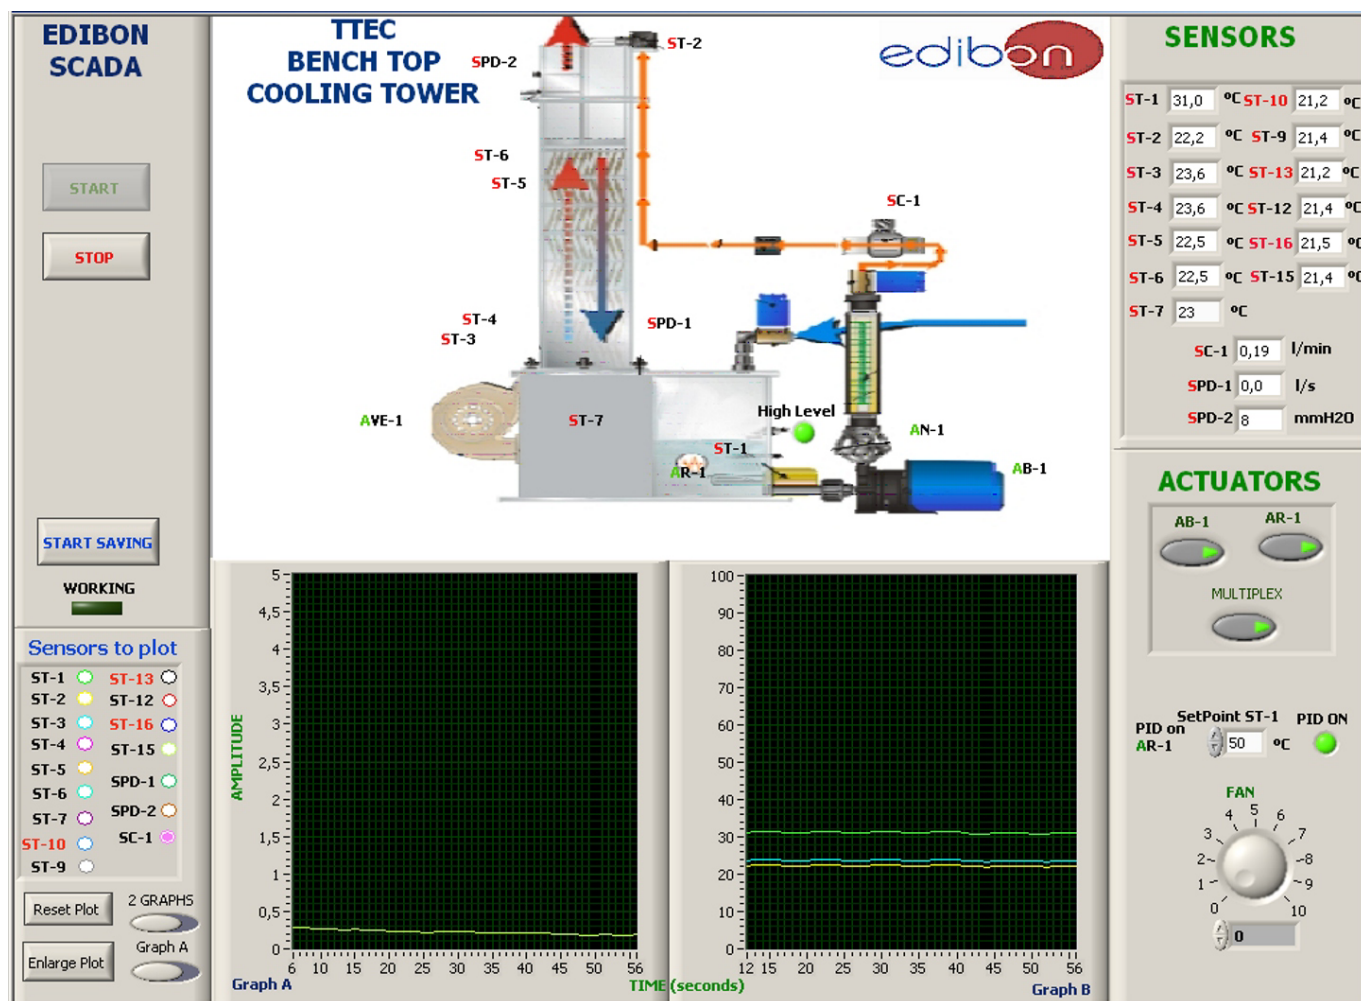 EDIBON
SCADA
START
STOP
START SAVING
WORKING
Sensors to plot
ST-1
ST-2
ST-3
ST-4
ST-5
ST-6
ST-7
ST-10
ST-9
ST-13
ST-12
ST-16
ST-15
SPD-1
SPD-2
SC-1
Reset Plot
2 GRAPHS
Enlarge Plot
Graph A
TTEC
BENCH TOP
COOLING TOWER
edibon
ST-2
SPD-2
ST-6
ST-5
SC-1
ST-4
ST-3
SPD-1
AVE-1
ST-7
High Level
ST-1
AR-1
AN-1
AB-1
AMPLITUDE
5
4,5
4
3,5
3
2,5
2
1,5
1
0,5
0
6 10 15 20 25 30 35 40 45 50 56
Graph A
TIME (seconds)
100
90
80
70
60
50
40
30
20
10
0
12 15 20 25 30 35 40 45 50 56
Graph B
SENSORS
ST-1 31,0 ºC ST-10 21,2 ºC
ST-2 22,2 ºC ST-9 21,4 ºC
ST-3 23,6 ºC ST-13 21,2 ºC
ST-4 23,6 ºC ST-12 21,4 ºC
ST-5 22,5 ºC ST-16 21,5 ºC
ST-6 22,5 ºC ST-15 21,4 ºC
ST-7 23 ºC
SC-1 0,19 l/min
SPD-1 0,0 l/s
SPD-2 8 mmH2O
ACTUATORS
AB-1
AR-1
MULTIPLEX
SetPoint ST-1
PID ON
PID on
AR-1
50 ºC
FAN
0 1 2 3 4 5 6 7 8 9 10
0